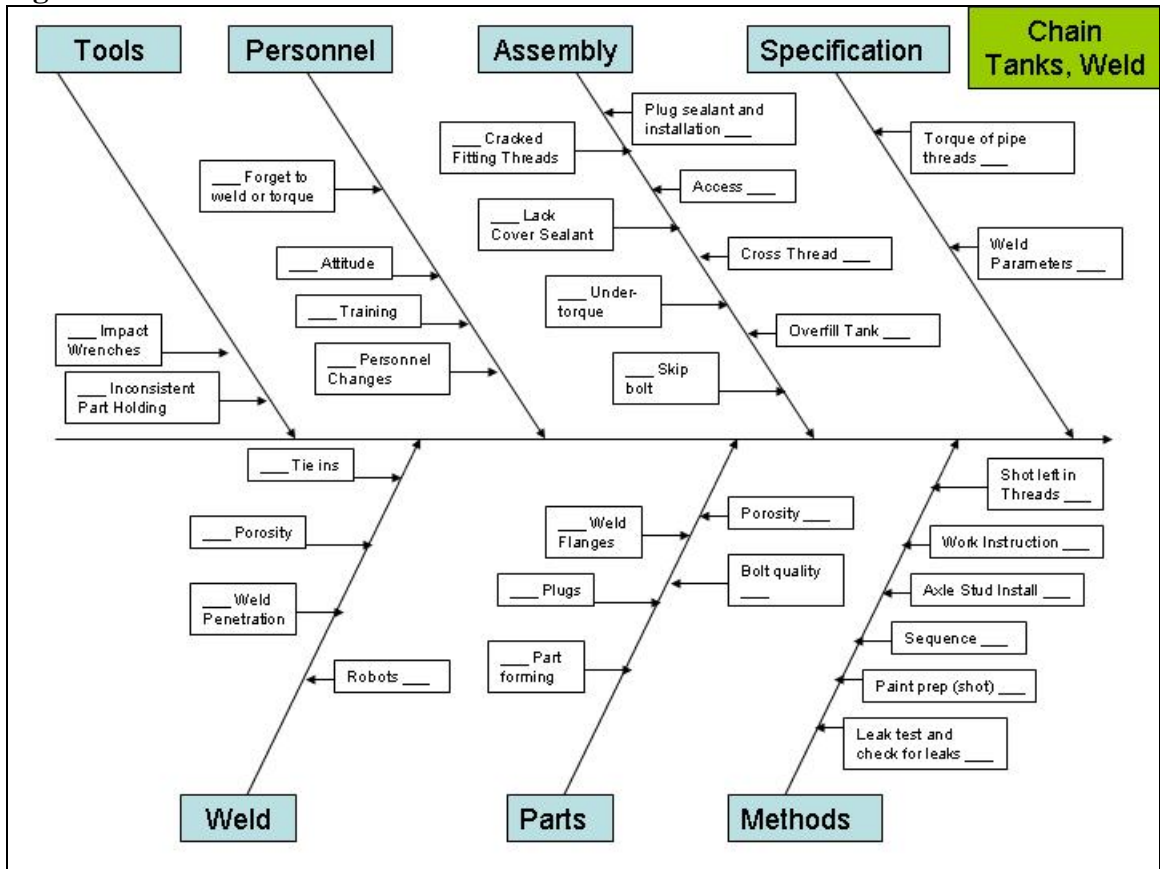 Tools
Personnel
Assembly
Specification
Chain
Tanks, Weld
Plug sealant and
installation ___
___ Cracked
Fitting Threads
Torque of pipe
threads ___
___ Forget to
weld or torque
Access ___
___ Lack
Cover Sealant
Cross Thread ___
Weld
Parameters ___
___ Attitude
___ Training
___ Under-
torque
Overfill Tank ___
___ Impact
Wrenches
___ Personnel
Changes
___ Skip
bolt
___ Inconsistent
Part Holding
___ Tie ins
Shot left in
Threads ___
___ Porosity
___ Weld
Flanges
Porosity ___
Work Instruction ___
Bolt quality
___
___ Plugs
Axle Stud Install ___
___ Weld
Penetration
Sequence ___
___ Part
forming
Robots ___
Paint prep (shot) ___
Leak test and
check for leaks ___
Weld
Parts
Methods